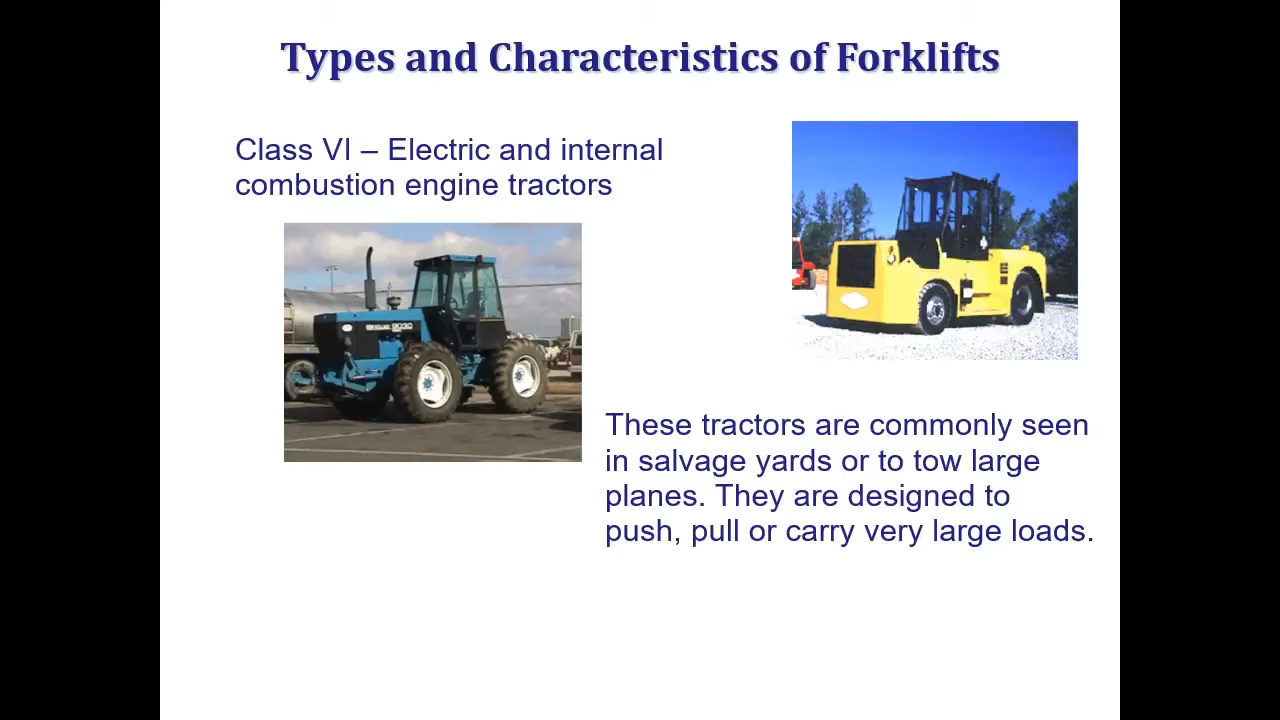 Types and Characteristics of Forklifts
Class VI – Electric and internal
combustion engine tractors
These tractors are commonly seen
in salvage yards or to tow large
planes. They are designed to
push, pull or carry very large loads.